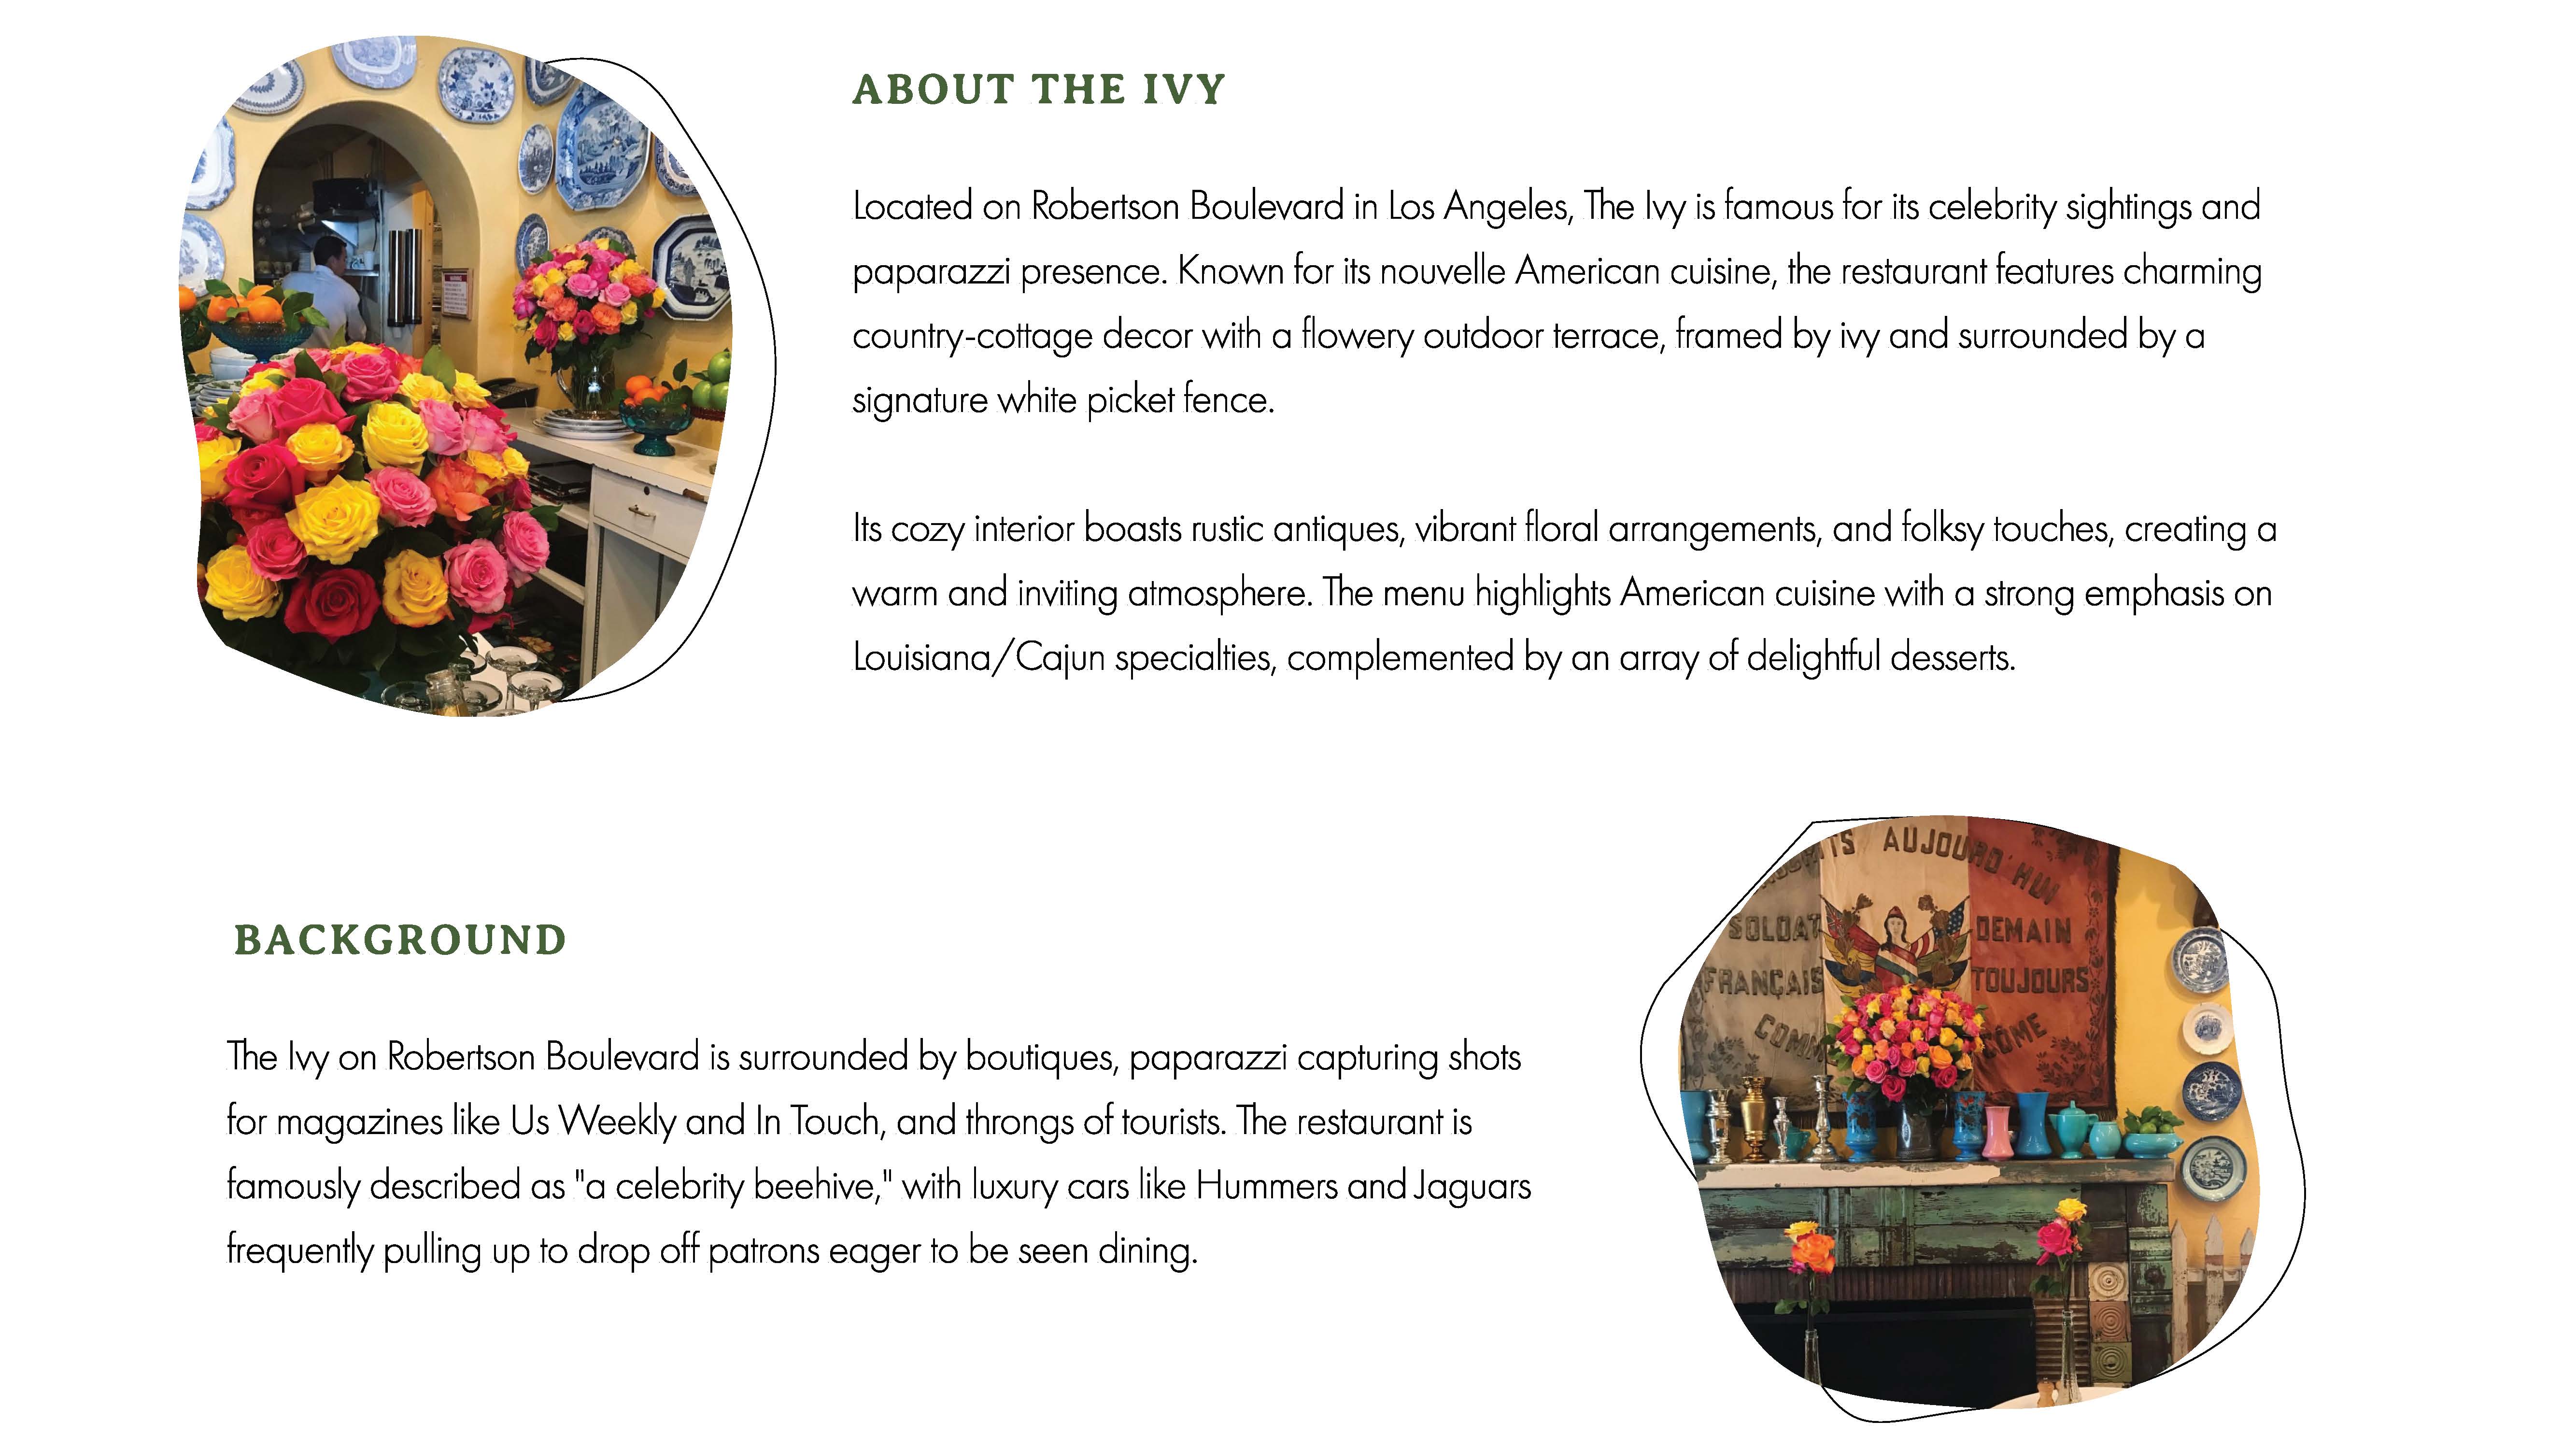 ABOUT THE IVY
Located on Robertson Boulevard in Los Angeles, The Ivy is famous for its celebrity sightings and
paparazzi presence. Known for its nouvelle American cuisine, the restaurant features charming
country-cottage decor with a flowery outdoor terrace, framed by ivy and surrounded by a
signature white picket fence.
Its cozy interior boasts rustic antiques, vibrant floral arrangements, and folksy touches, creating a
warm and inviting atmosphere. The menu highlights American cuisine with a strong emphasis on
Louisiana/Cajun specialties, complemented by an array of delightful desserts.
BACKGROUND
The Ivy on Robertson Boulevard is surrounded by boutiques, paparazzi capturing shots
for magazines like Us Weekly and In Touch, and throngs of tourists. The restaurant is
famously described as "a celebrity beehive," with luxury cars like Hummers and Jaguars
frequently pulling up to drop off patrons eager to be seen dining.
AUJOURD'HUI
SOLDAT DEMAIN
FRANÇAIS TOUJOURS